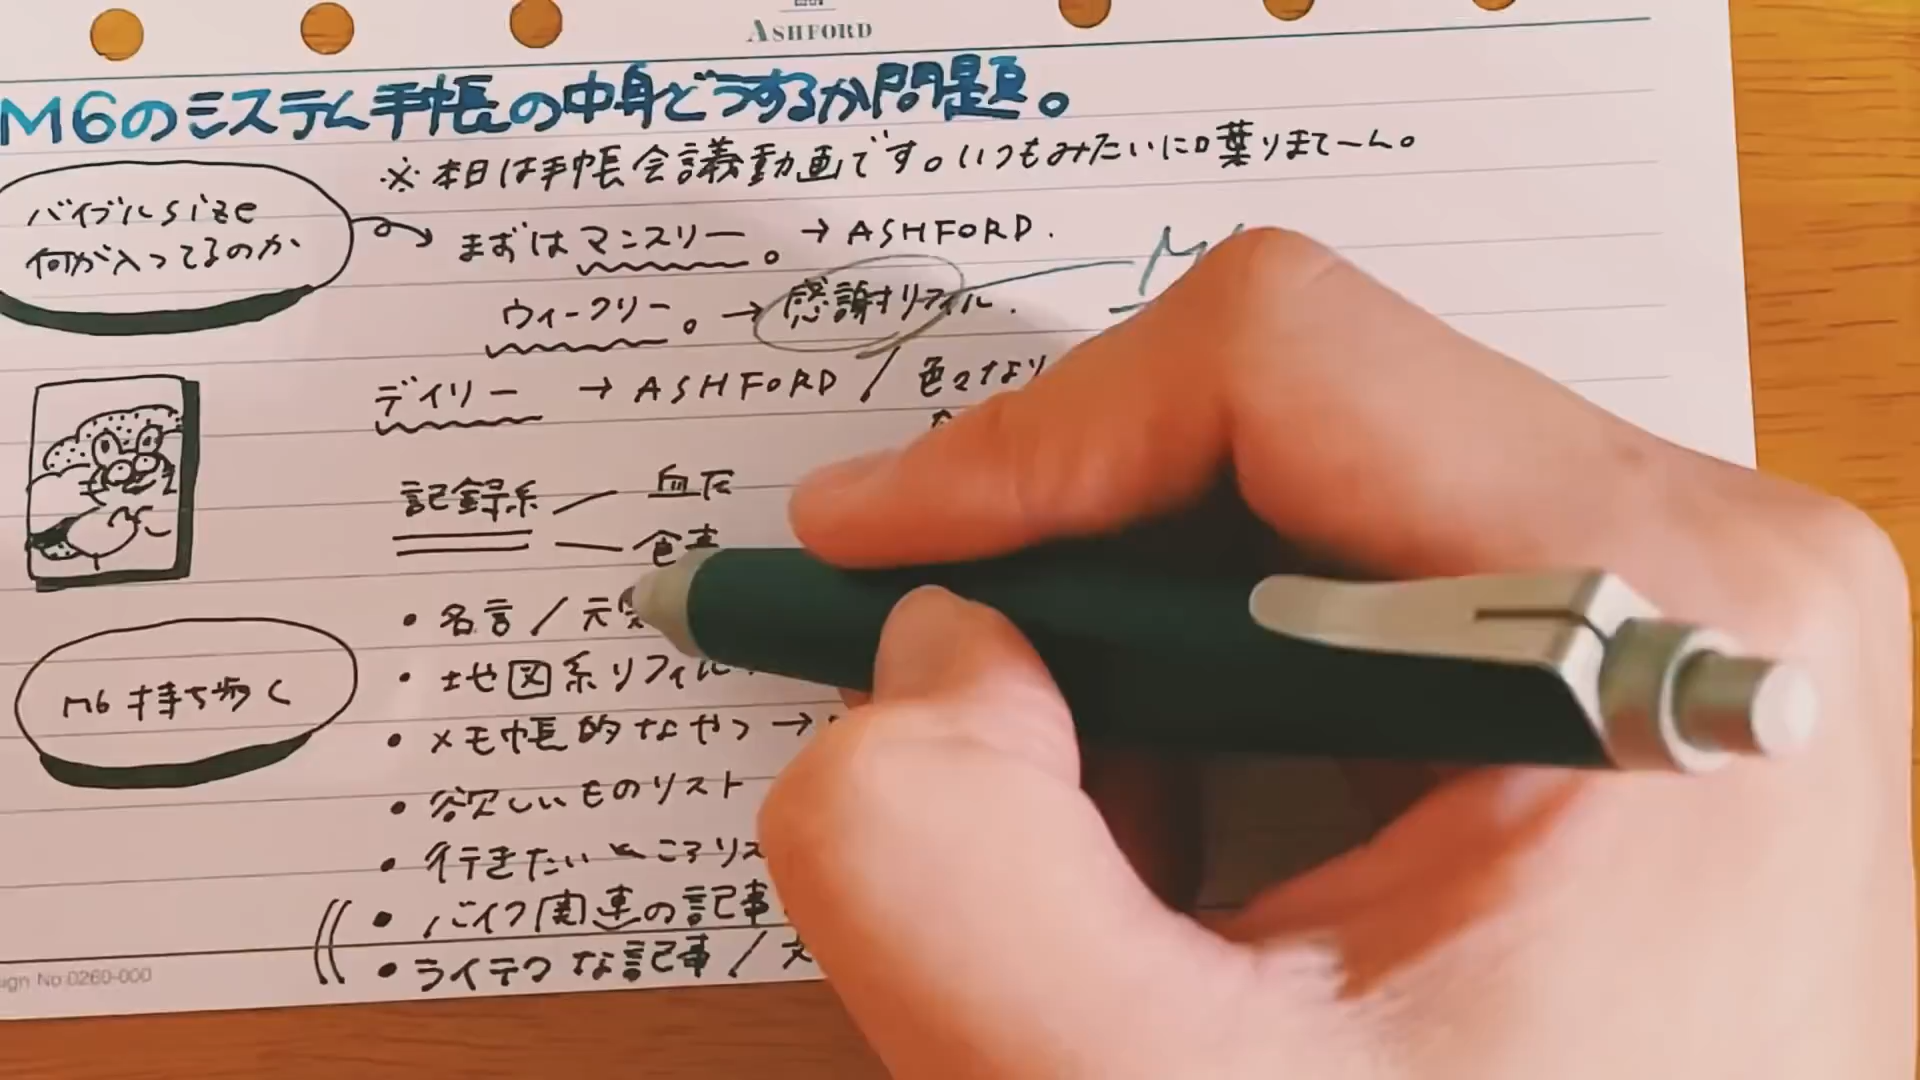 ASHFORD
M6のシステム手帳の中身どうするか問題。
※本日は手帳会議動画です。いつもみたいに喋りまてーん。
バイブルsize
何が入ってるのか
まずはマンスリー。→ASHFORD.
ウィークリー。→感謝リフィル.
デイリー →ASHFORD / 色々なリ
記録系 血圧
食事
・名言/元気
・地図系リフィル.
M6 持ち歩く
・メモ帳的なやつ→
・欲しいものリスト
・行きたいところリス
・バイク関連の記事
・ライテクな記事/
ign No.0260-000